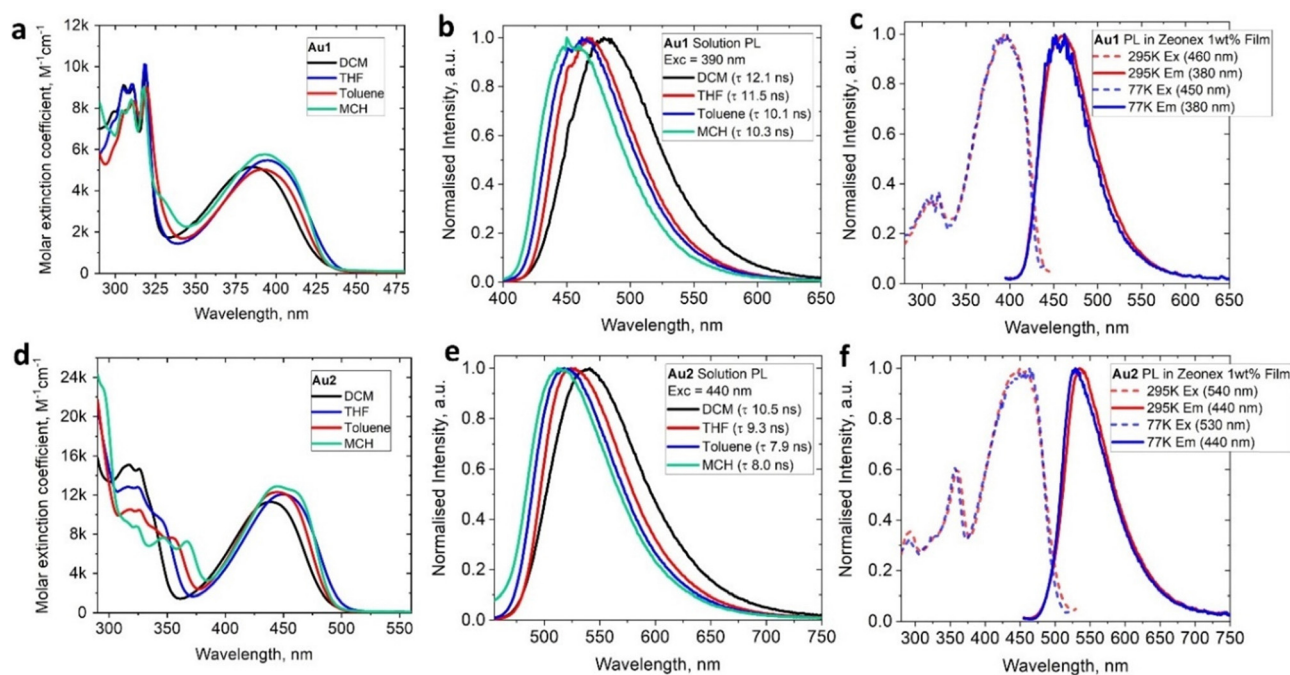 a
Molar extinction coefficient, M⁻¹cm⁻¹
12k
10k
8k
6k
4k
2k
0
300 325 350 375 400 425 450 475
Wavelength, nm
Au1
DCM
THF
Toluene
MCH
b
Normalised Intensity, a.u.
1.0
0.8
0.6
0.4
0.2
0.0
400 450 500 550 600 650
Wavelength, nm
Au1 Solution PL
Exc = 390 nm
DCM (τ 12.1 ns)
THF (τ 11.5 ns)
Toluene (τ 10.1 ns)
MCH (τ 10.3 ns)
c
Normalised Intensity, a.u.
1.0
0.8
0.6
0.4
0.2
0.0
300 350 400 450 500 550 600 650
Wavelength, nm
Au1 PL in Zeonex 1wt% Film
295K Ex (460 nm)
295K Em (380 nm)
77K Ex (450 nm)
77K Em (380 nm)
d
Molar extinction coefficient, M⁻¹cm⁻¹
24k
20k
16k
12k
8k
4k
0
300 350 400 450 500 550
Wavelength, nm
Au2
DCM
THF
Toluene
MCH
e
Normalised Intensity, a.u.
1.0
0.8
0.6
0.4
0.2
0.0
500 550 600 650 700 750
Wavelength, nm
Au2 Solution PL
Exc = 440 nm
DCM (τ 10.5 ns)
THF (τ 9.3 ns)
Toluene (τ 7.9 ns)
MCH (τ 8.0 ns)
f
Normalised Intensity, a.u.
1.0
0.8
0.6
0.4
0.2
0.0
300 350 400 450 500 550 600 650 700 750
Wavelength, nm
Au2 PL in Zeonex 1wt% Film
295K Ex (540 nm)
295K Em (440 nm)
77K Ex (530 nm)
77K Em (440 nm)